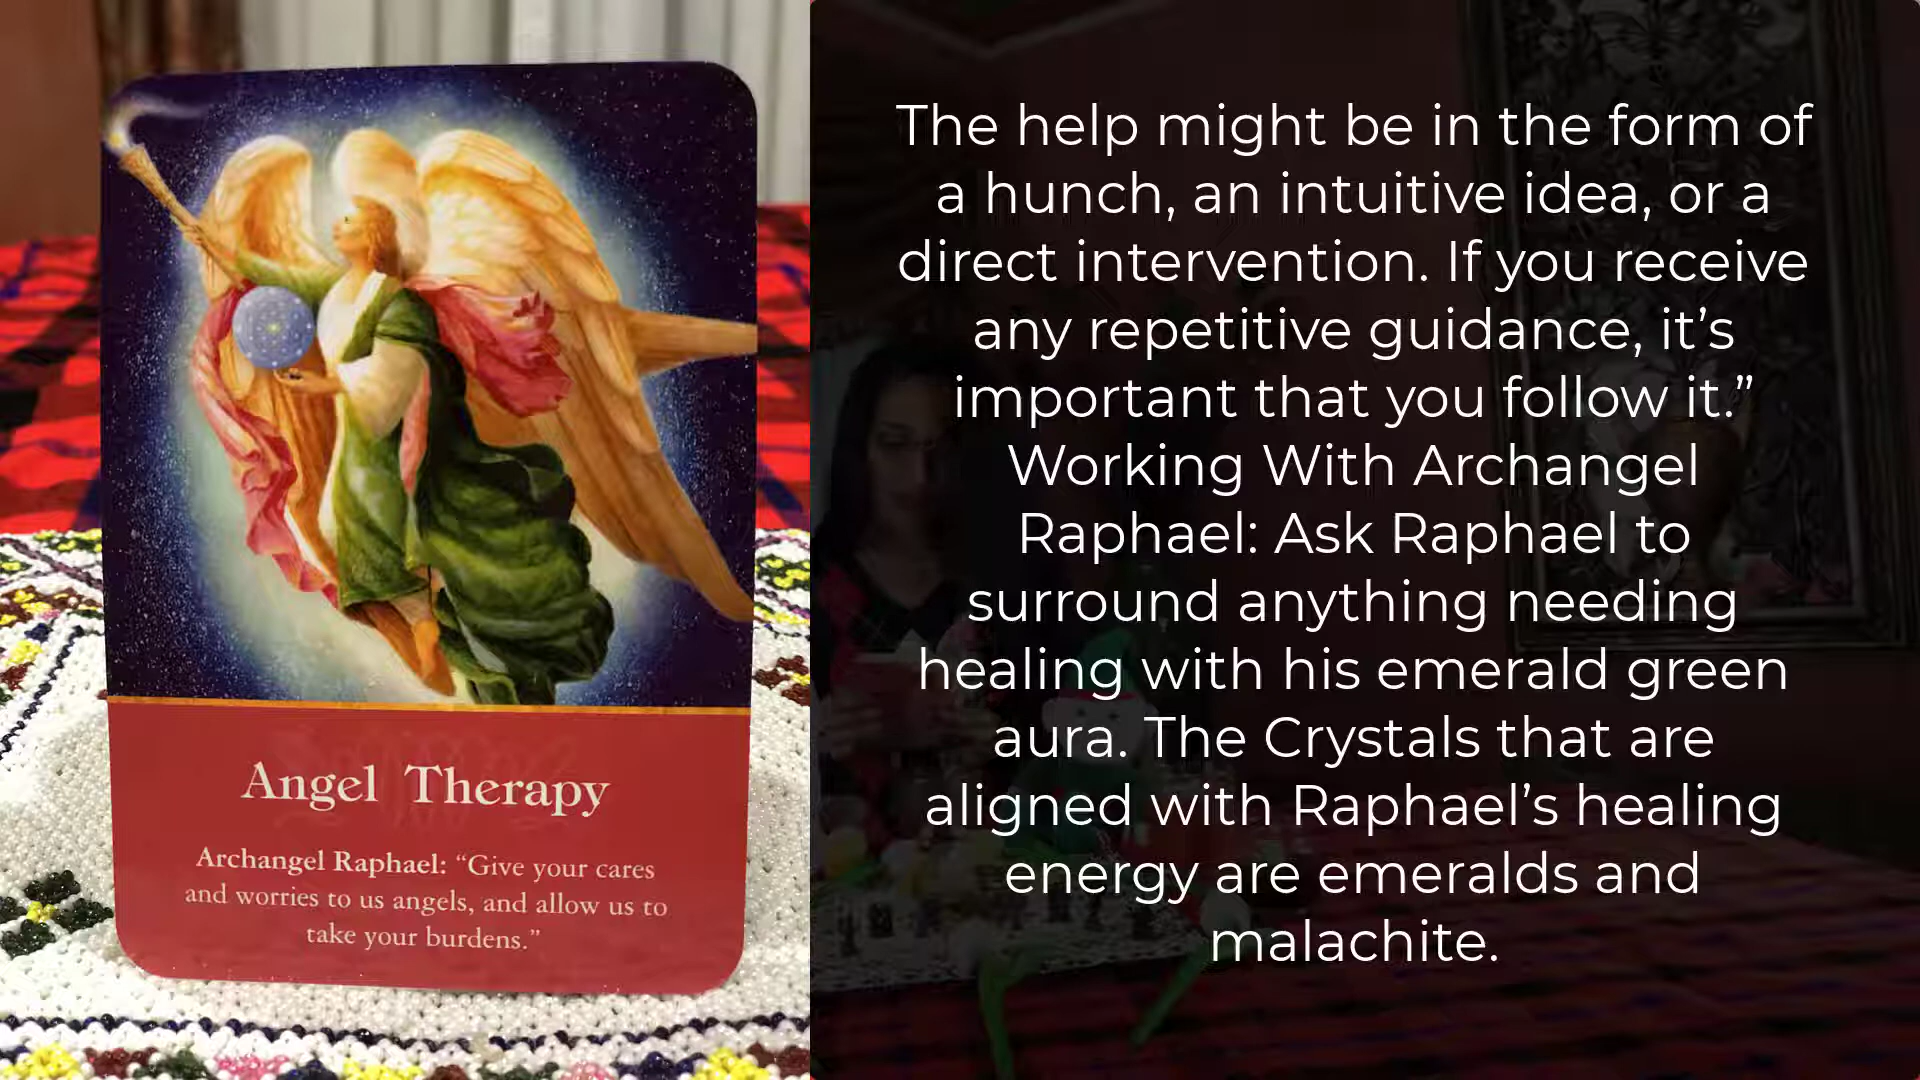 Angel Therapy
Archangel Raphael: “Give your cares
and worries to us angels, and allow us to
take your burdens.”
The help might be in the form of
a hunch, an intuitive idea, or a
direct intervention. If you receive
any repetitive guidance, it’s
important that you follow it.”
Working With Archangel
Raphael: Ask Raphael to
surround anything needing
healing with his emerald green
aura. The Crystals that are
aligned with Raphael’s healing
energy are emeralds and
malachite.